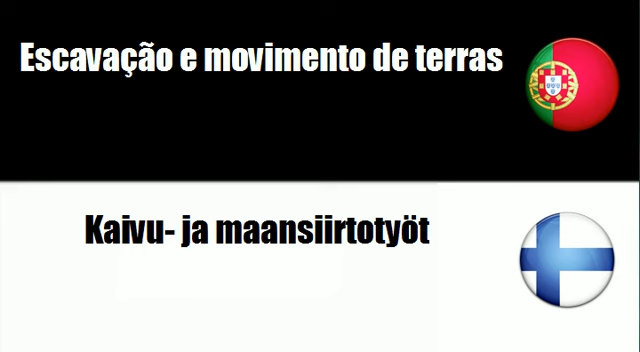 Escavação e movimento de terras
Kaivu- ja maansiirtotyöt